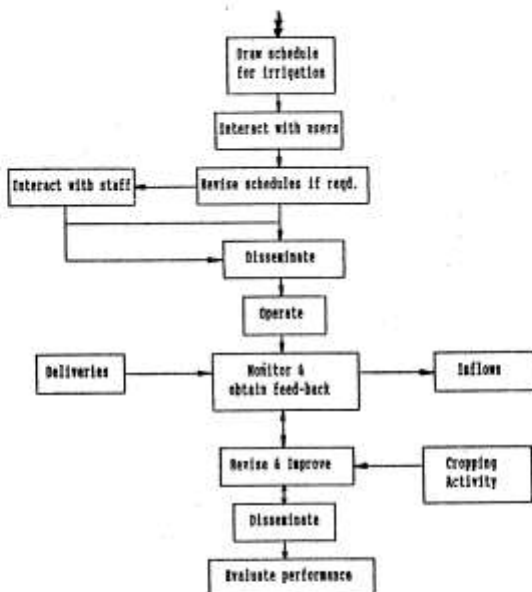 Draw schedule
for irrigetion
Interact with users
Interact with staff
Revise schedules if reqd.
Disseminate
Operate
Deliveries
Monitor &
obtain feed-back
Inflows
Revise & Improve
Cropping
Activity
Disseminate
Evaluate performance